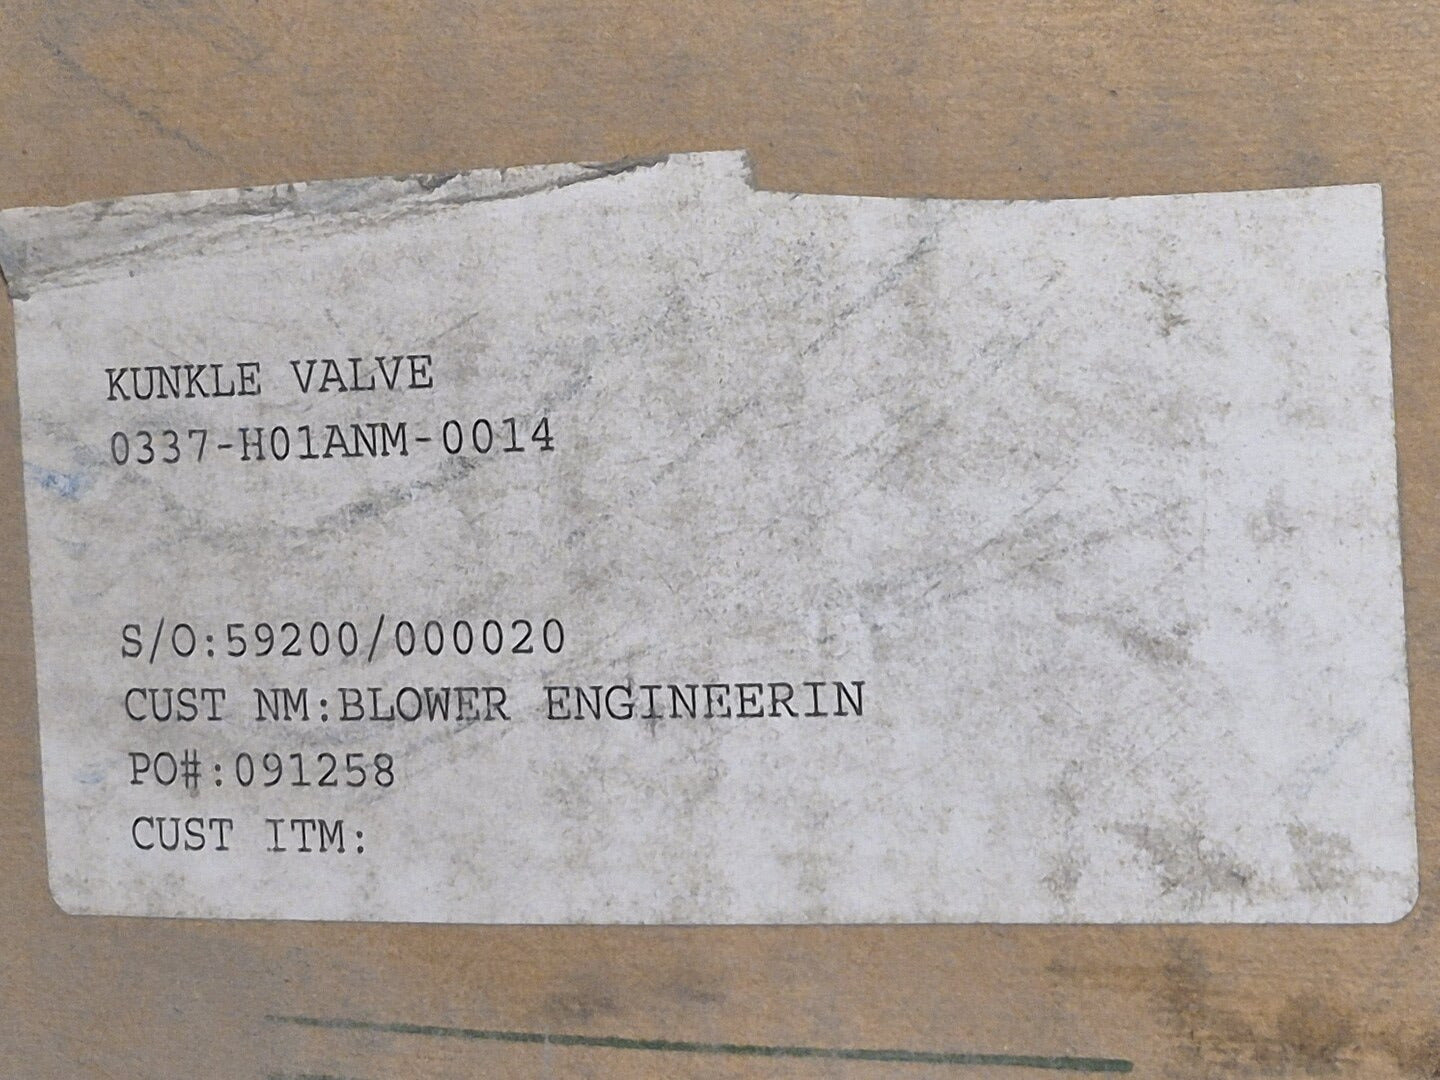 KUNKLE VALVE
0337-H01ANM-0014
S/O:59200/000020
CUST NM:BLOWER ENGINEERIN
PO#:091258
CUST ITM: